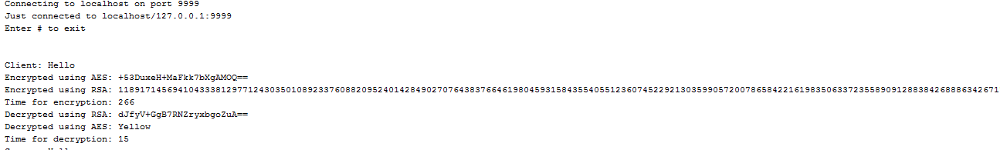 Connecting to localhost on port 9999
Just connected to localhost/127.0.0.1:9999
Enter # to exit
Client: Hello
Encrypted using AES: +53DuxeH+MaFkk7bXgAMOQ==
Encrypted using RSA: 118917145694104333812977124303501089233760882095240142849027076438376646198045931584355405512360745229213035990572007865842216198350633723558909128838426888634267​1
Time for encryption: 266
Decrypted using RSA: dJfyV+GgB7RNZryxbgoZuA==
Decrypted using AES: Yellow
Time for decryption: 15